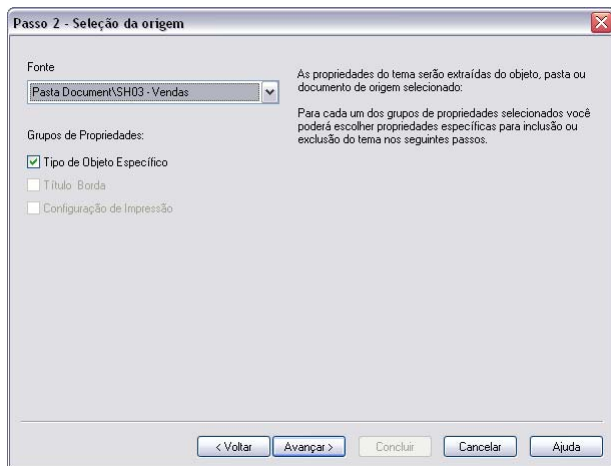 Passo 2 - Seleção da origem
Fonte
Pasta Document\SH03 - Vendas
Grupos de Propriedades:
Tipo de Objeto Específico
Título Borda
Configuração de Impressão
As propriedades do tema serão extraídas do objeto, pasta ou
documento de origem selecionado:
Para cada um dos grupos de propriedades selecionados você
poderá escolher propriedades específicas para inclusão ou
exclusão do tema nos seguintes passos.
< Voltar
Avançar >
Concluir
Cancelar
Ajuda